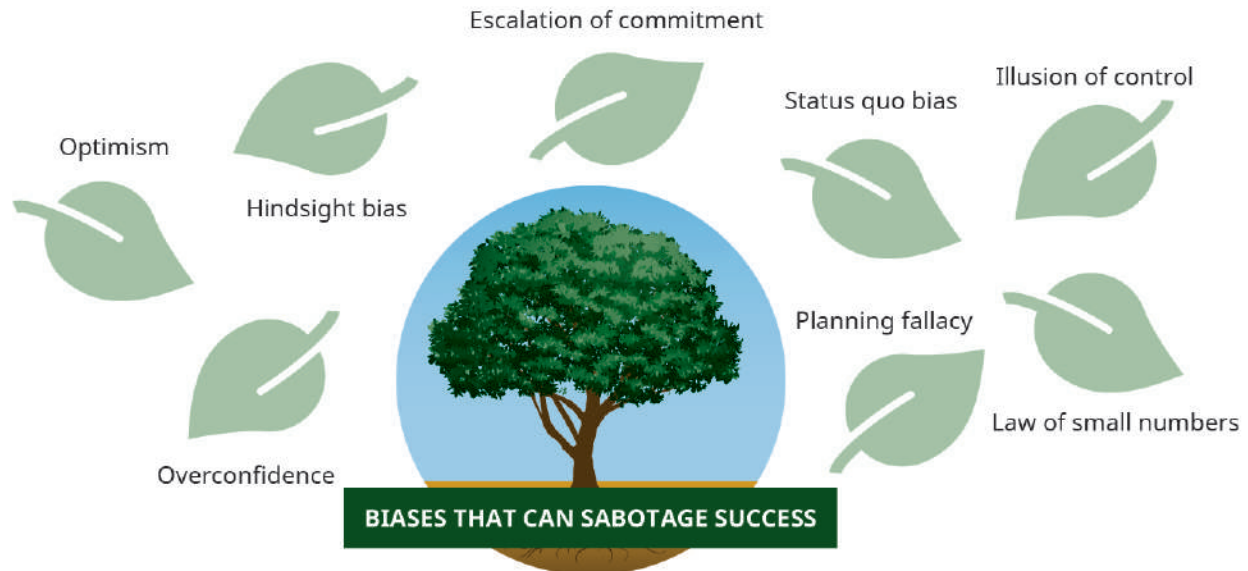 Escalation of commitment
Illusion of control
Status quo bias
Optimism
Hindsight bias
Planning fallacy
Law of small numbers
Overconfidence
BIASES THAT CAN SABOTAGE SUCCESS